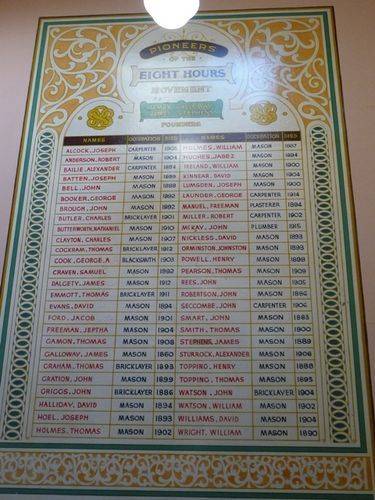 PIONEERS
OF THE
EIGHT HOURS
MOVEMENT
FOUNDERS
NAMES OCCUPATION DIED NAMES OCCUPATION DIED
ALCOCK, JOSEPH CARPENTER 1905 HOLMES, WILLIAM MASON 1887
ANDERSON, ROBERT MASON 1904 HUGHES, JABEZ MASON 1894
BAILIE, ALEXANDER CARPENTER 1884 IRELAND, WILLIAM MASON 1900
BATTEN, JOSEPH MASON 1889 KINNEAR, DAVID MASON 1904
BELL, JOHN MASON 1888 LUMSDEN, JOSEPH MASON 1900
BOOKER, GEORGE MASON 1892 LAUNDER, GEORGE CARPENTER 1914
BROUGH, JOHN MASON 1892 MANUEL, FREEMAN PLASTERER 1894
BUTLER, CHARLES BRICKLAYER 1901 MILLER, ROBERT CARPENTER 1902
BUTTERWORTH, NATHANIEL MASON 1910 McKAY, JOHN PLUMBER 1915
CLAYTON, CHARLES MASON 1907 NICKLESS, DAVID MASON 1893
COCKRAM, THOMAS BRICKLAYER 1912 ORMISTON, JOHNSTON MASON 1893
COOK, GEORGE, A BLACKSMITH 1903 POWELL, HENRY MASON 1898
CRAVEN, SAMUEL MASON 1892 PEARSON, THOMAS MASON 1909
DALGETY, JAMES MASON 1912 REES, JOHN MASON 1895
EMMOTT, THOMAS BRICKLAYER 1911 ROBERTSON, JOHN MASON 1886
EVANS, DAVID MASON 1894 SECCOMBE, JOHN CARPENTER 1906
FORD, JACOB MASON 1901 SMART, JOHN MASON 1883
FREEMAN, JEPTHA MASON 1904 SMITH, THOMAS MASON 1900
GAMON, THOMAS MASON 1908 STEPHENS, JAMES MASON 1889
GALLOWAY, JAMES MASON 1860 STURROCK, ALEXANDER MASON 1906
GRAHAM, THOMAS BRICKLAYER 1893 TOPPING, HENRY MASON 1888
GRATION, JOHN MASON 1899 TOPPING, THOMAS MASON 1895
GRIGGS, JOHN BRICKLAYER 1886 WATSON, JOHN BRICKLAYER 1904
HALLIDAY, DAVID MASON 1894 WATSON, WILLIAM MASON 1902
HOEL, JOSEPH MASON 1893 WILLIAMS, DAVID MASON 1904
HOLMES, THOMAS MASON 1902 WRIGHT, WILLIAM MASON 1890